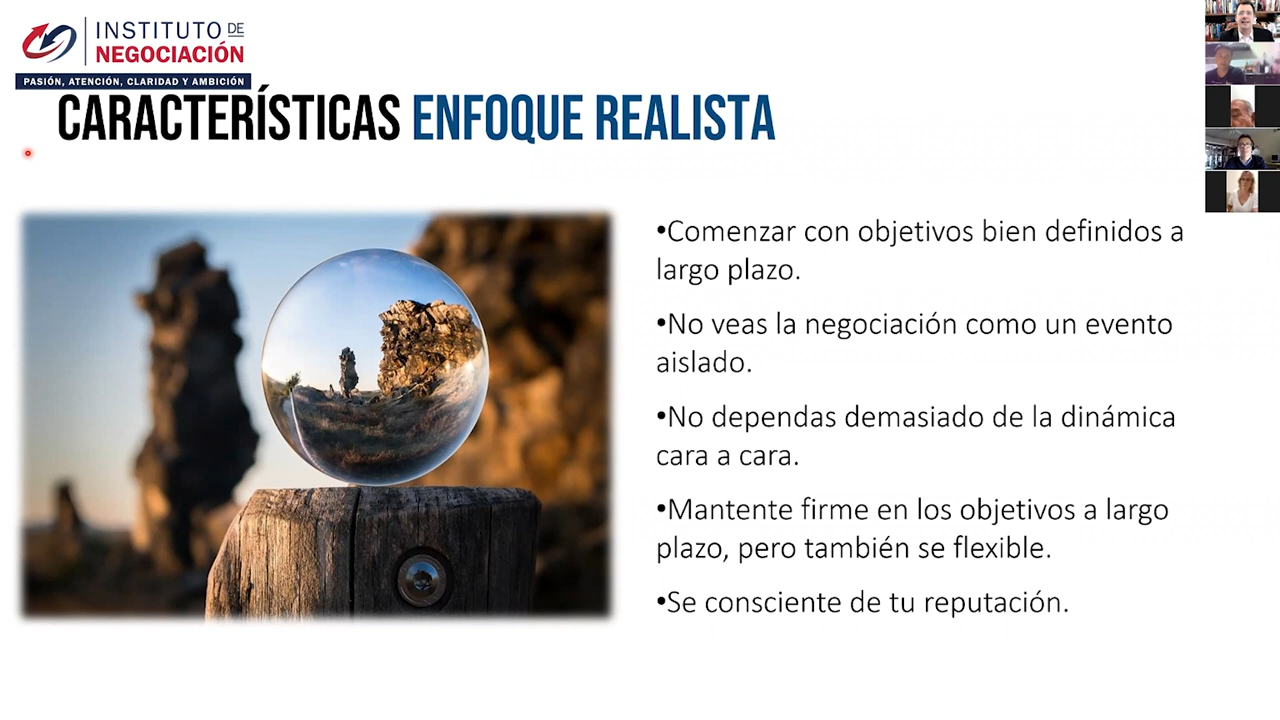 INSTITUTO DE
NEGOCIACIÓN
PASIÓN, ATENCIÓN, CLARIDAD Y AMBICIÓN
CARACTERÍSTICAS ENFOQUE REALISTA
•Comenzar con objetivos bien definidos a
largo plazo.
•No veas la negociación como un evento
aislado.
•No dependas demasiado de la dinámica
cara a cara.
•Mantente firme en los objetivos a largo
plazo, pero también se flexible.
•Se consciente de tu reputación.